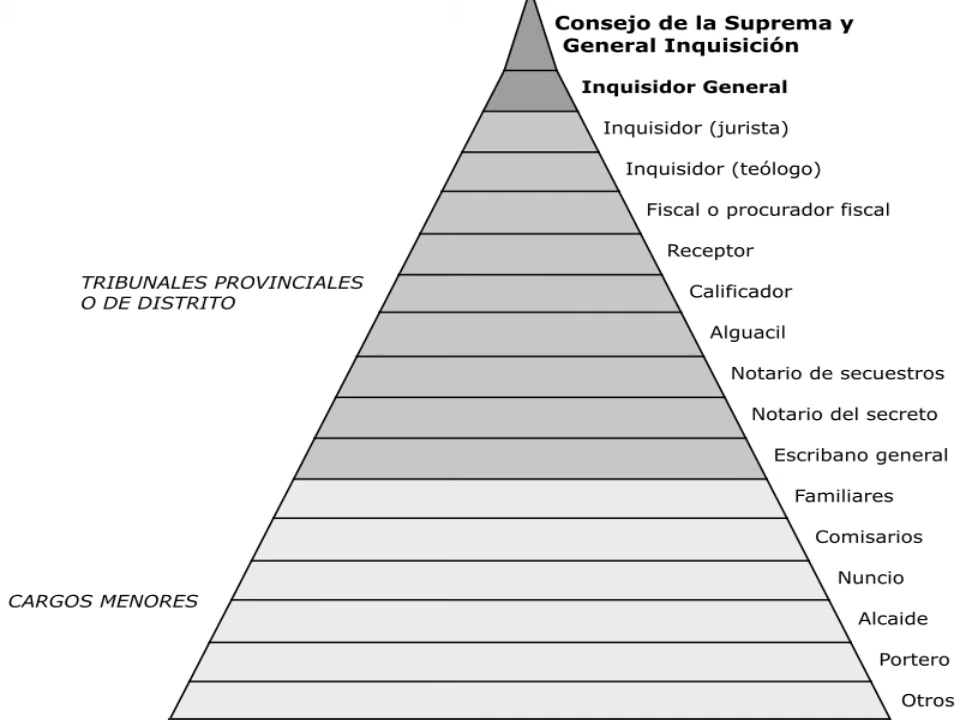 Consejo de la Suprema y
General Inquisición
Inquisidor General
Inquisidor (jurista)
Inquisidor (teólogo)
Fiscal o procurador fiscal
Receptor
TRIBUNALES PROVINCIALES
O DE DISTRITO
Calificador
Alguacil
Notario de secuestros
Notario del secreto
Escribano general
Familiares
Comisarios
Nuncio
CARGOS MENORES
Alcaide
Portero
Otros